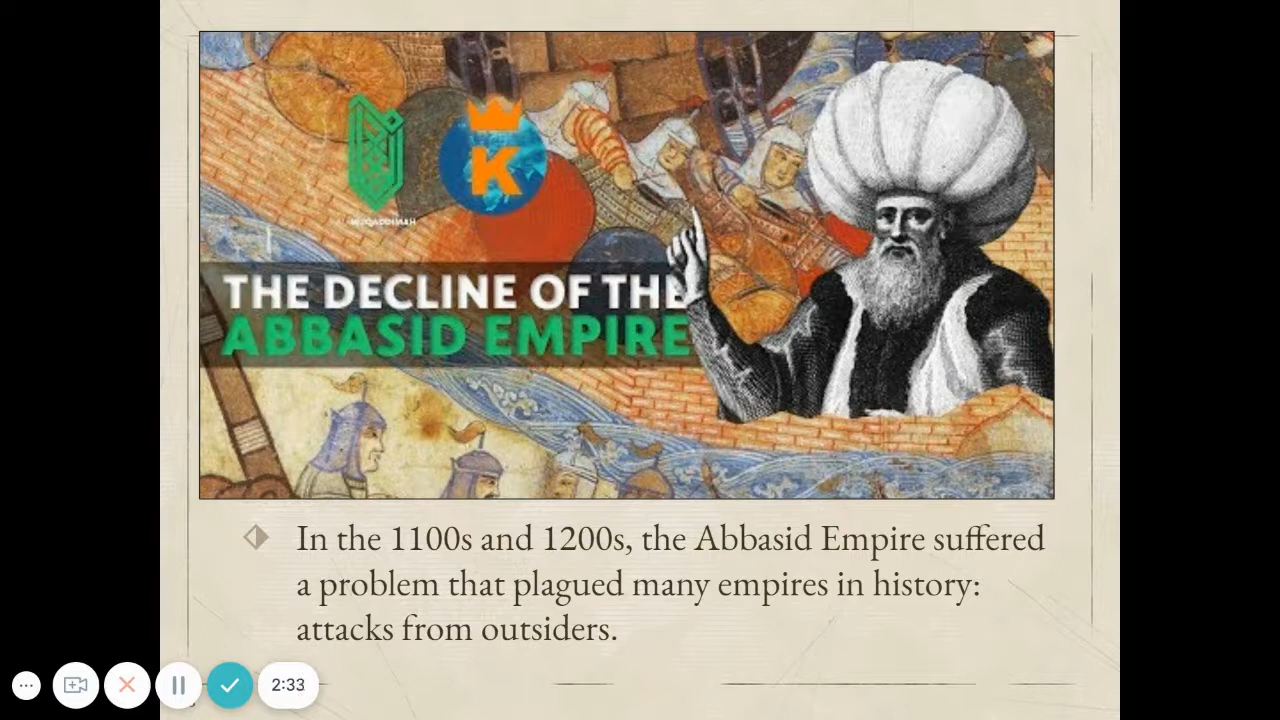 MUQADDIMAH
K
THE DECLINE OF THE
ABBASID EMPIRE
In the 1100s and 1200s, the Abbasid Empire suffered
a problem that plagued many empires in history:
attacks from outsiders.
2:33